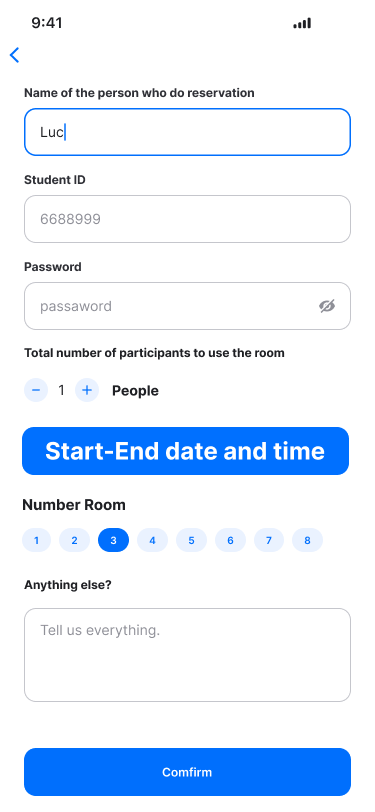 9:41
Name of the person who do reservation
Luc
Student ID
6688999
Password
passaword
Total number of participants to use the room
− 1 + People
Start-End date and time
Number Room
1 2 3 4 5 6 7 8
Anything else?
Tell us everything.
Comfirm